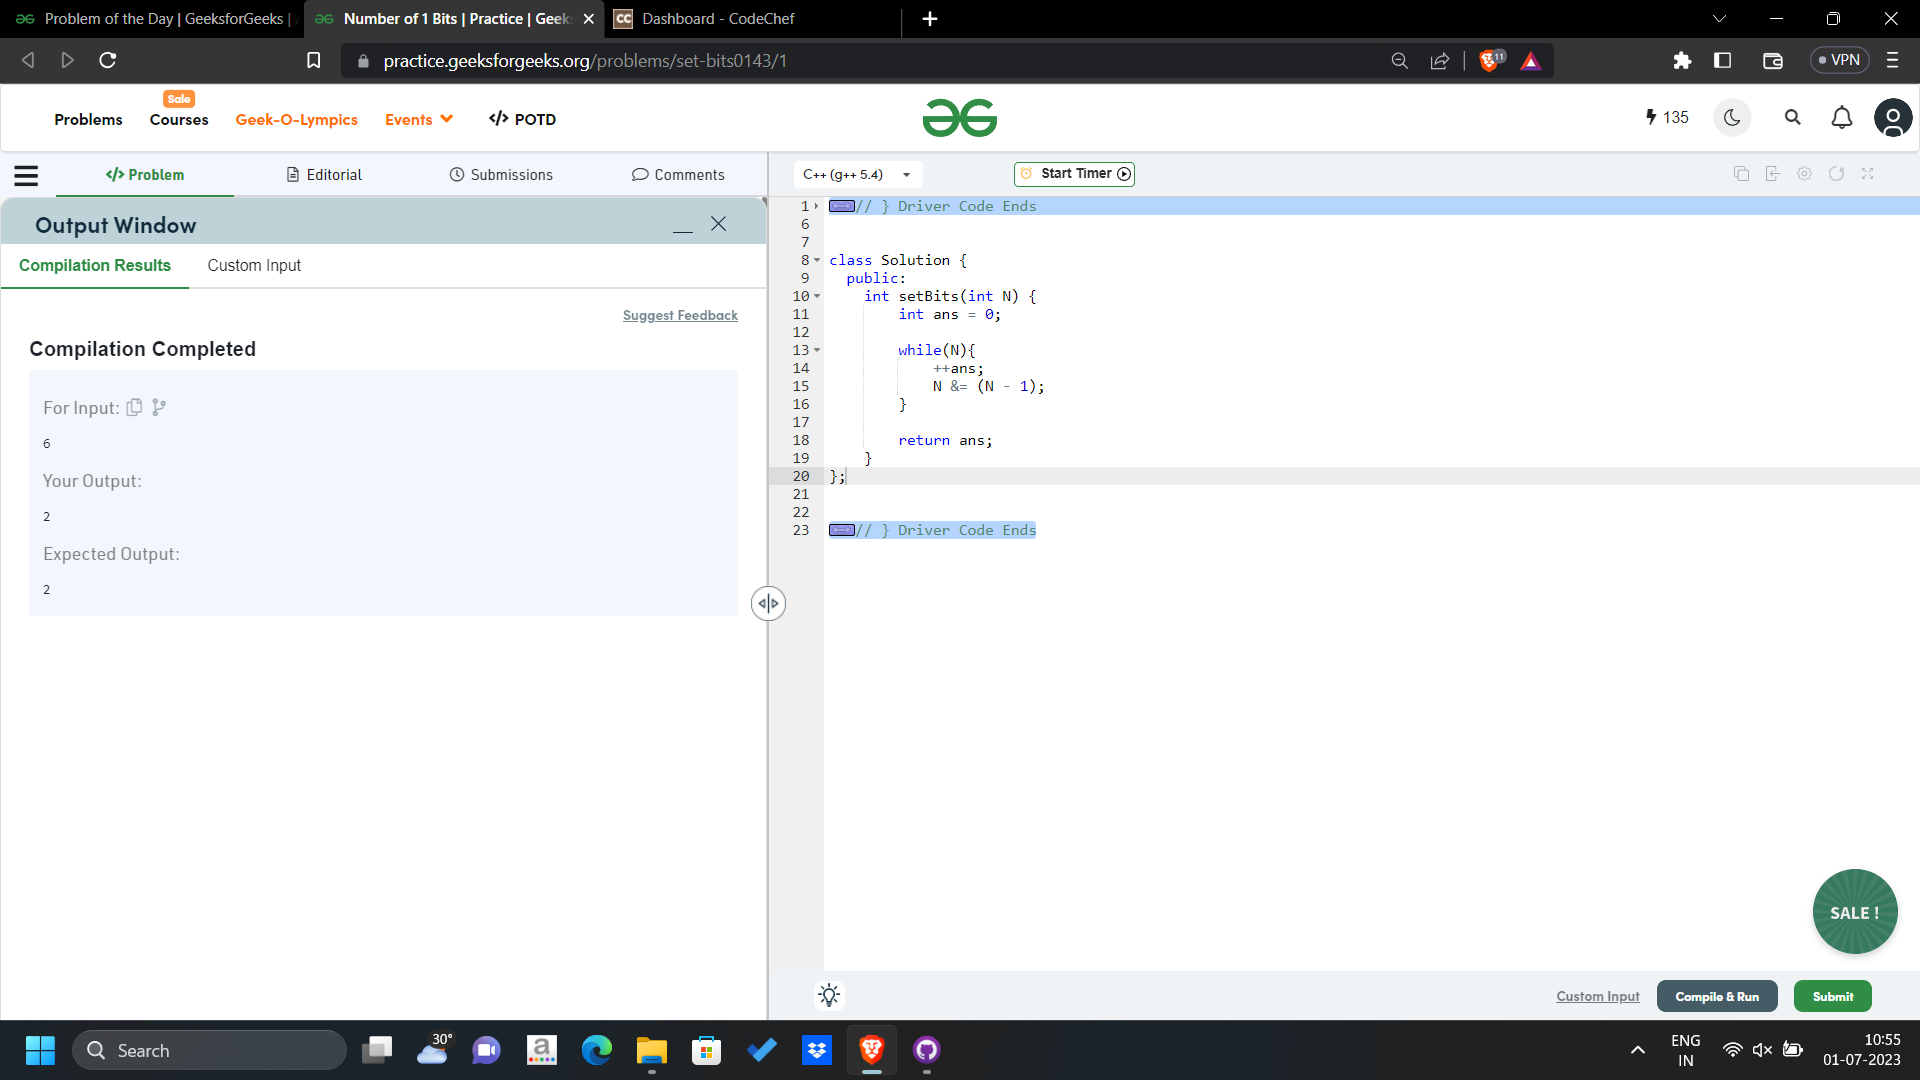 Problem of the Day | GeeksforGeeks |
Number of 1 Bits | Practice | Geek
CC Dashboard - CodeChef
practice.geeksforgeeks.org/problems/set-bits0143/1
11
VPN
Sale
Problems Courses Geek-O-Lympics Events </> POTD
135
</> Problem Editorial Submissions Comments
C++ (g++ 5.4) Start Timer
Output Window
Compilation Results Custom Input
Suggest Feedback
Compilation Completed
For Input:
6
Your Output:
2
Expected Output:
2
1 // } Driver Code Ends
6
7
8 class Solution {
9 public:
10 int setBits(int N) {
11 int ans = 0;
12
13 while(N){
14 ++ans;
15 N &= (N - 1);
16 }
17
18 return ans;
19 }
20 };
21
22
23 // } Driver Code Ends
SALE !
Custom Input Compile & Run Submit
Search
30°
a
ENG
IN
10:55
01-07-2023